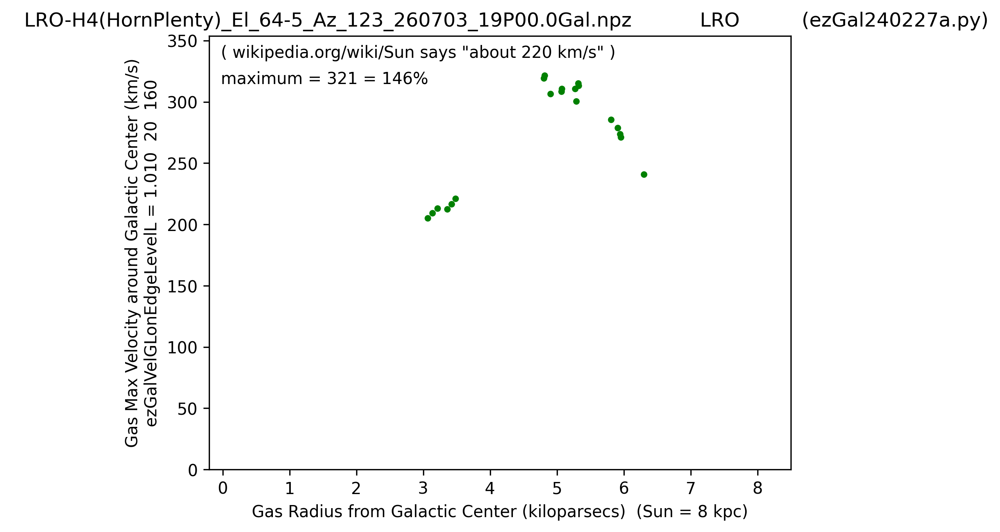 LRO-H4(HornPlenty)_El_64-5_Az_123_260703_19P00.0Gal.npz LRO (ezGal240227a.py)
( wikipedia.org/wiki/Sun says "about 220 km/s" )
maximum = 321 = 146%
Gas Max Velocity around Galactic Center (km/s)
ezGalVelGLonEdgeLevelL = 1.010 20 160
350
300
250
200
150
100
50
0
0 1 2 3 4 5 6 7 8
Gas Radius from Galactic Center (kiloparsecs) (Sun = 8 kpc)